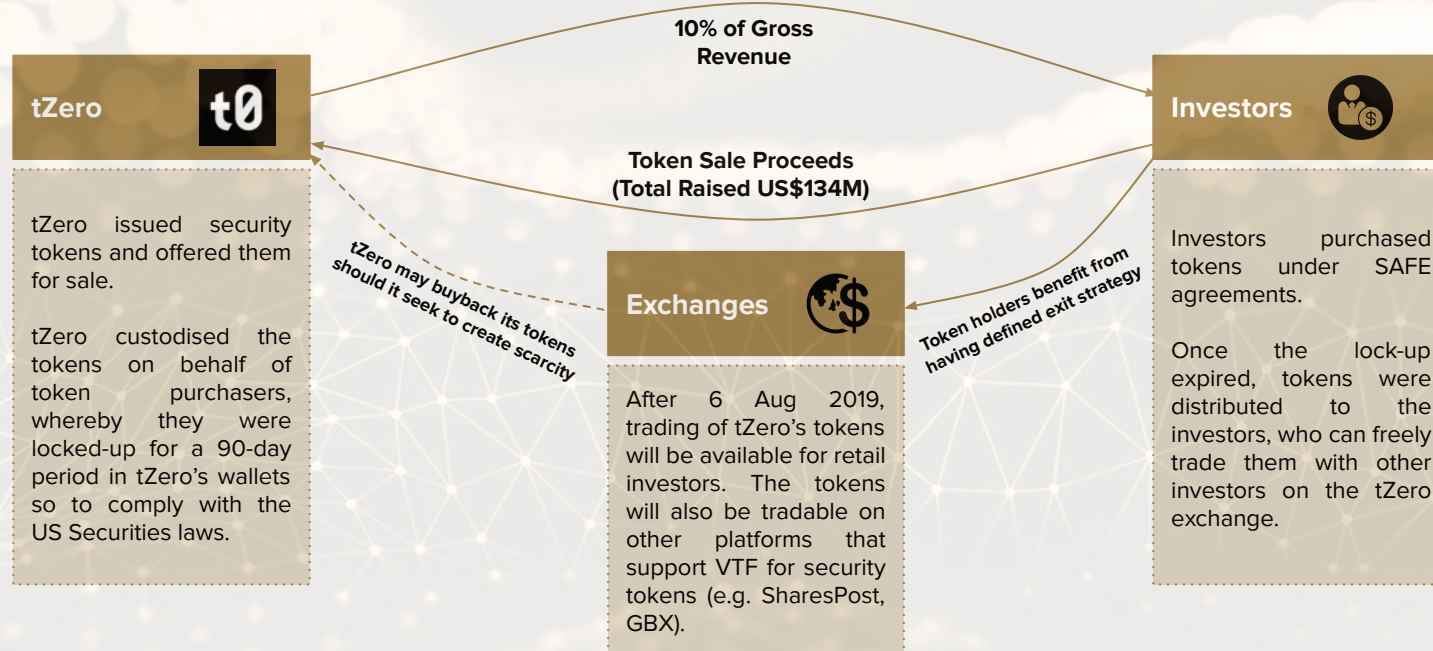 10% of Gross
Revenue
tZero
t0
Investors
Token Sale Proceeds
(Total Raised US$134M)
tZero issued security
tokens and offered them
for sale.
tZero custodised the
tokens on behalf of
token purchasers,
whereby they were
locked-up for a 90-day
period in tZero's wallets
so to comply with the
US Securities laws.
tZero may buyback its tokens
should it seek to create scarcity
Exchanges
$
After 6 Aug 2019,
trading of tZero's tokens
will be available for retail
investors. The tokens
will also be tradable on
other platforms that
support VTF for security
tokens (e.g. SharesPost,
GBX).
Token holders benefit from
having defined exit strategy
$
Investors purchased
tokens under SAFE
agreements.
Once the lock-up
expired, tokens were
distributed to the
investors, who can freely
trade them with other
investors on the tZero
exchange.